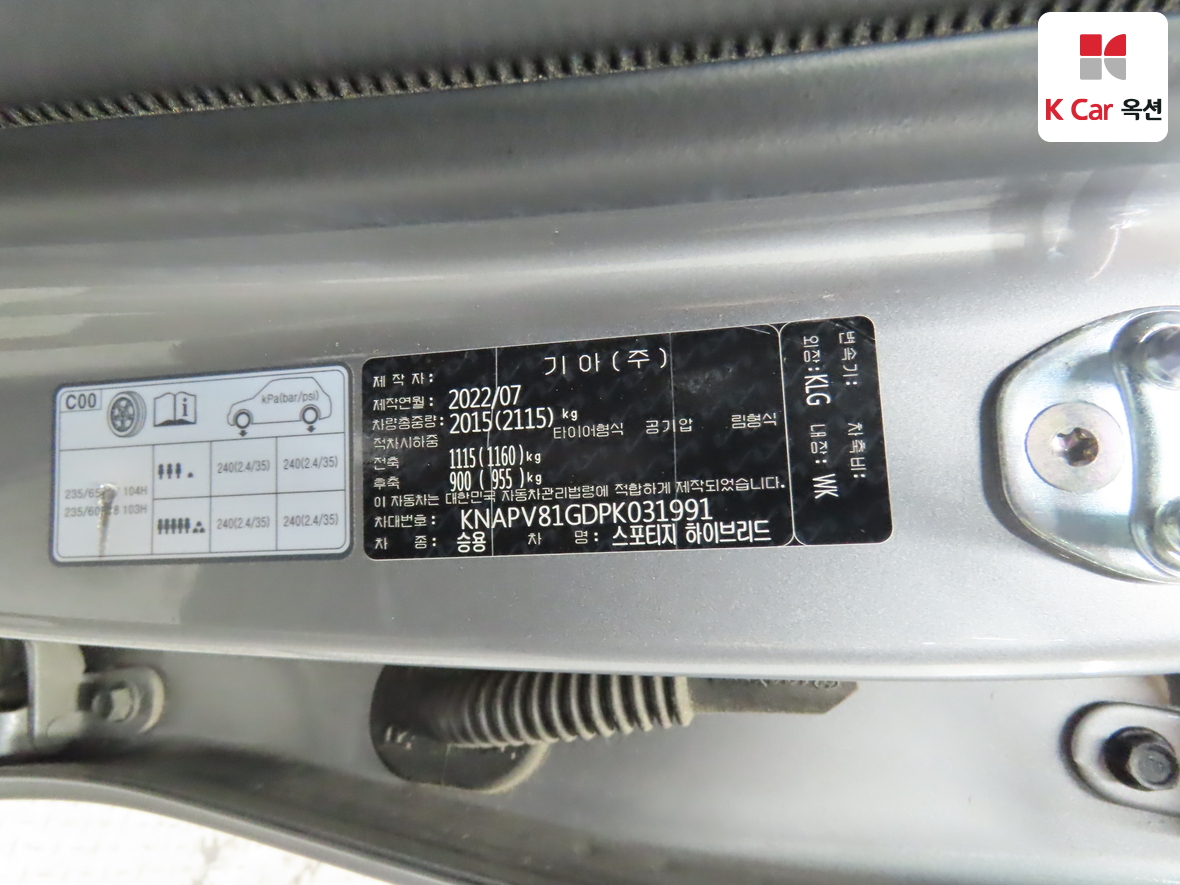 K Car 옥션
C00
kPa(bar/psi)
240(2.4/35) 240(2.4/35)
104H
103H
240(2.4/35) 240(2.4/35)
제 작 자: 기아(주)
제작연월: 2022/07
차량총중량: 2015(2115) kg
타이어형식 공기압 림형식
적차시하중
전축 1115(1160)kg
후축 900 ( 955)kg
이 자동차는 대한민국 자동차관리법령에 적합하게 제작되었습니다.
차대번호: KNAPV81GDPK031991
차 종: 승용 차 명: 스포티지 하이브리드
변속기: 차축비:
외장:KLG 내장:WK